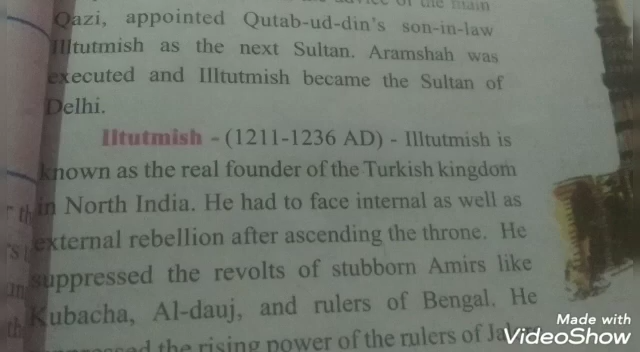 the main
Qazi, appointed Qutab-ud-din's son-in-law
Illtutmish as the next Sultan. Aramshah was
executed and Illtutmish became the Sultan of
Delhi.
Iltutmish - (1211-1236 AD) - Illtutmish is
known as the real founder of the Turkish kingdom
in North India. He had to face internal as well as
external rebellion after ascending the throne. He
suppressed the revolts of stubborn Amirs like
Kubacha, Al-dauj, and rulers of Bengal. He
the rising power of the rulers of
Made with
VideoShow